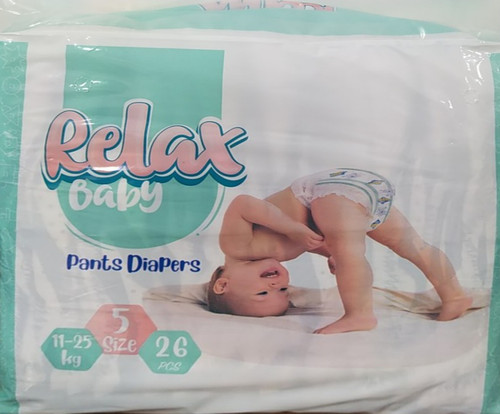 Relax
Baby
Pants Diapers
11-25
kg
5
Size
26
PCS